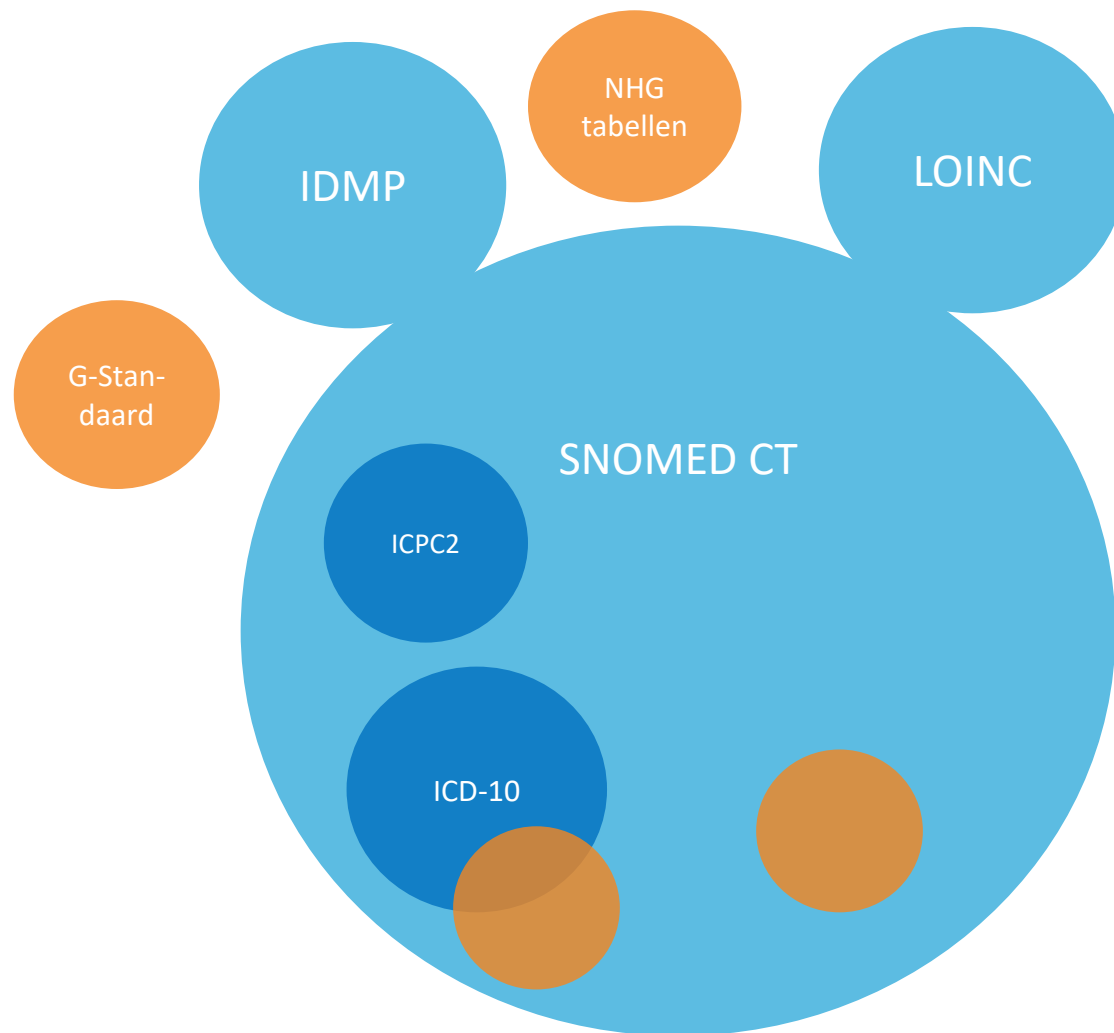 NHG
tabellen
IDMP
LOINC
G-Stan-
daard
SNOMED CT
ICPC2
ICD-10